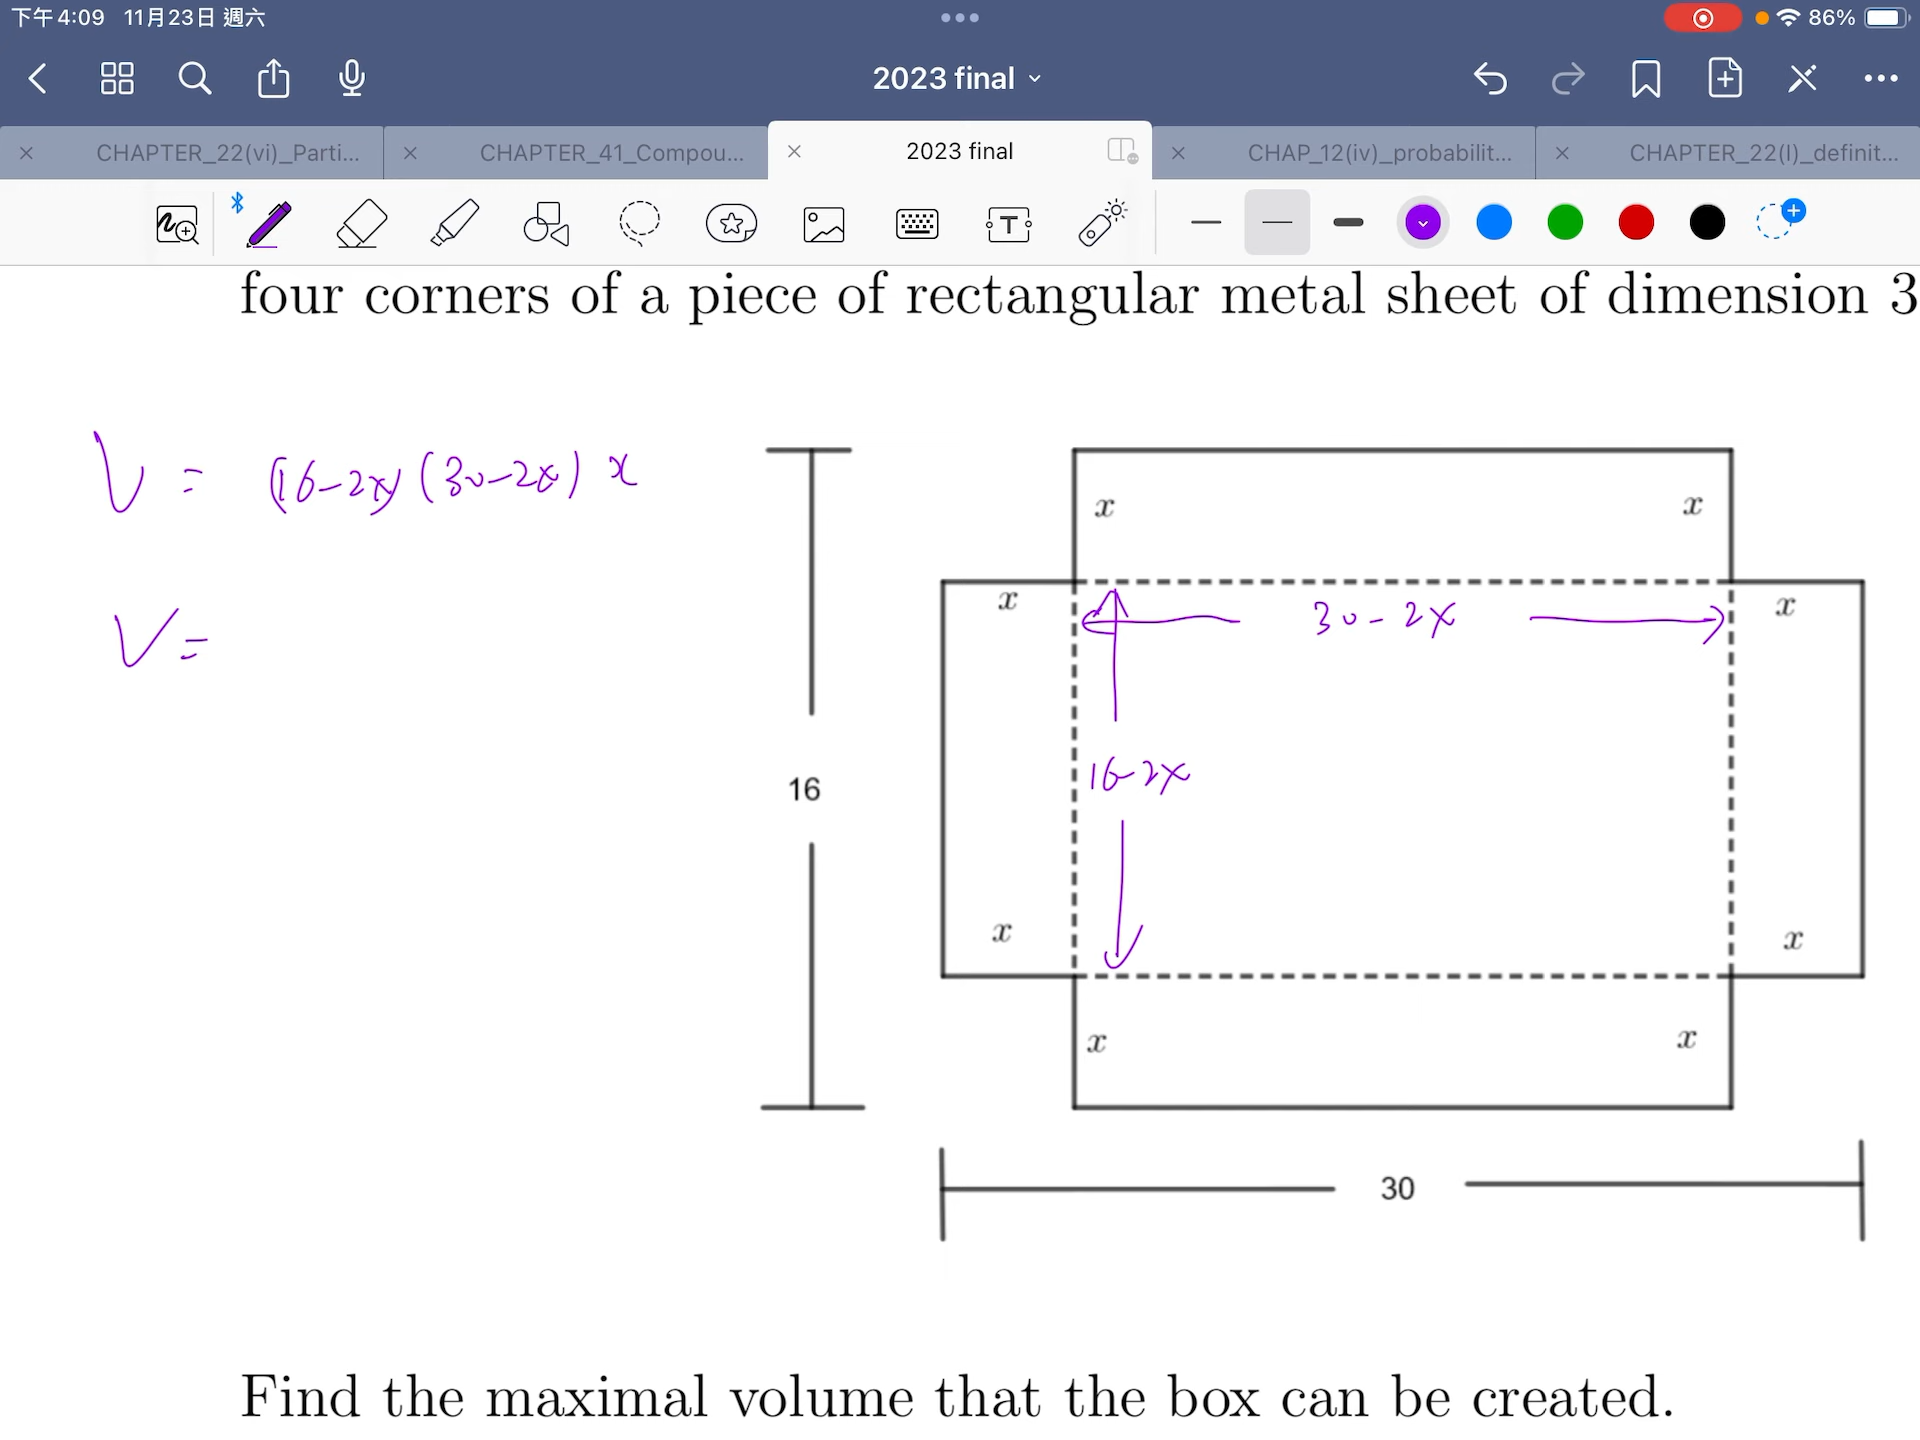 下午4:09 11月23日 週六
86%
2023 final
CHAPTER_22(vi)_Parti...
CHAPTER_41_Compou...
2023 final
CHAP_12(iv)_probabilit...
CHAPTER_22(I)_definit...
four corners of a piece of rectangular metal sheet of dimension 3
V = (16-2x)(30-2x) x
V=
x x
x x
30-2x
16-2x
16
x x
x x
30
Find the maximal volume that the box can be created.